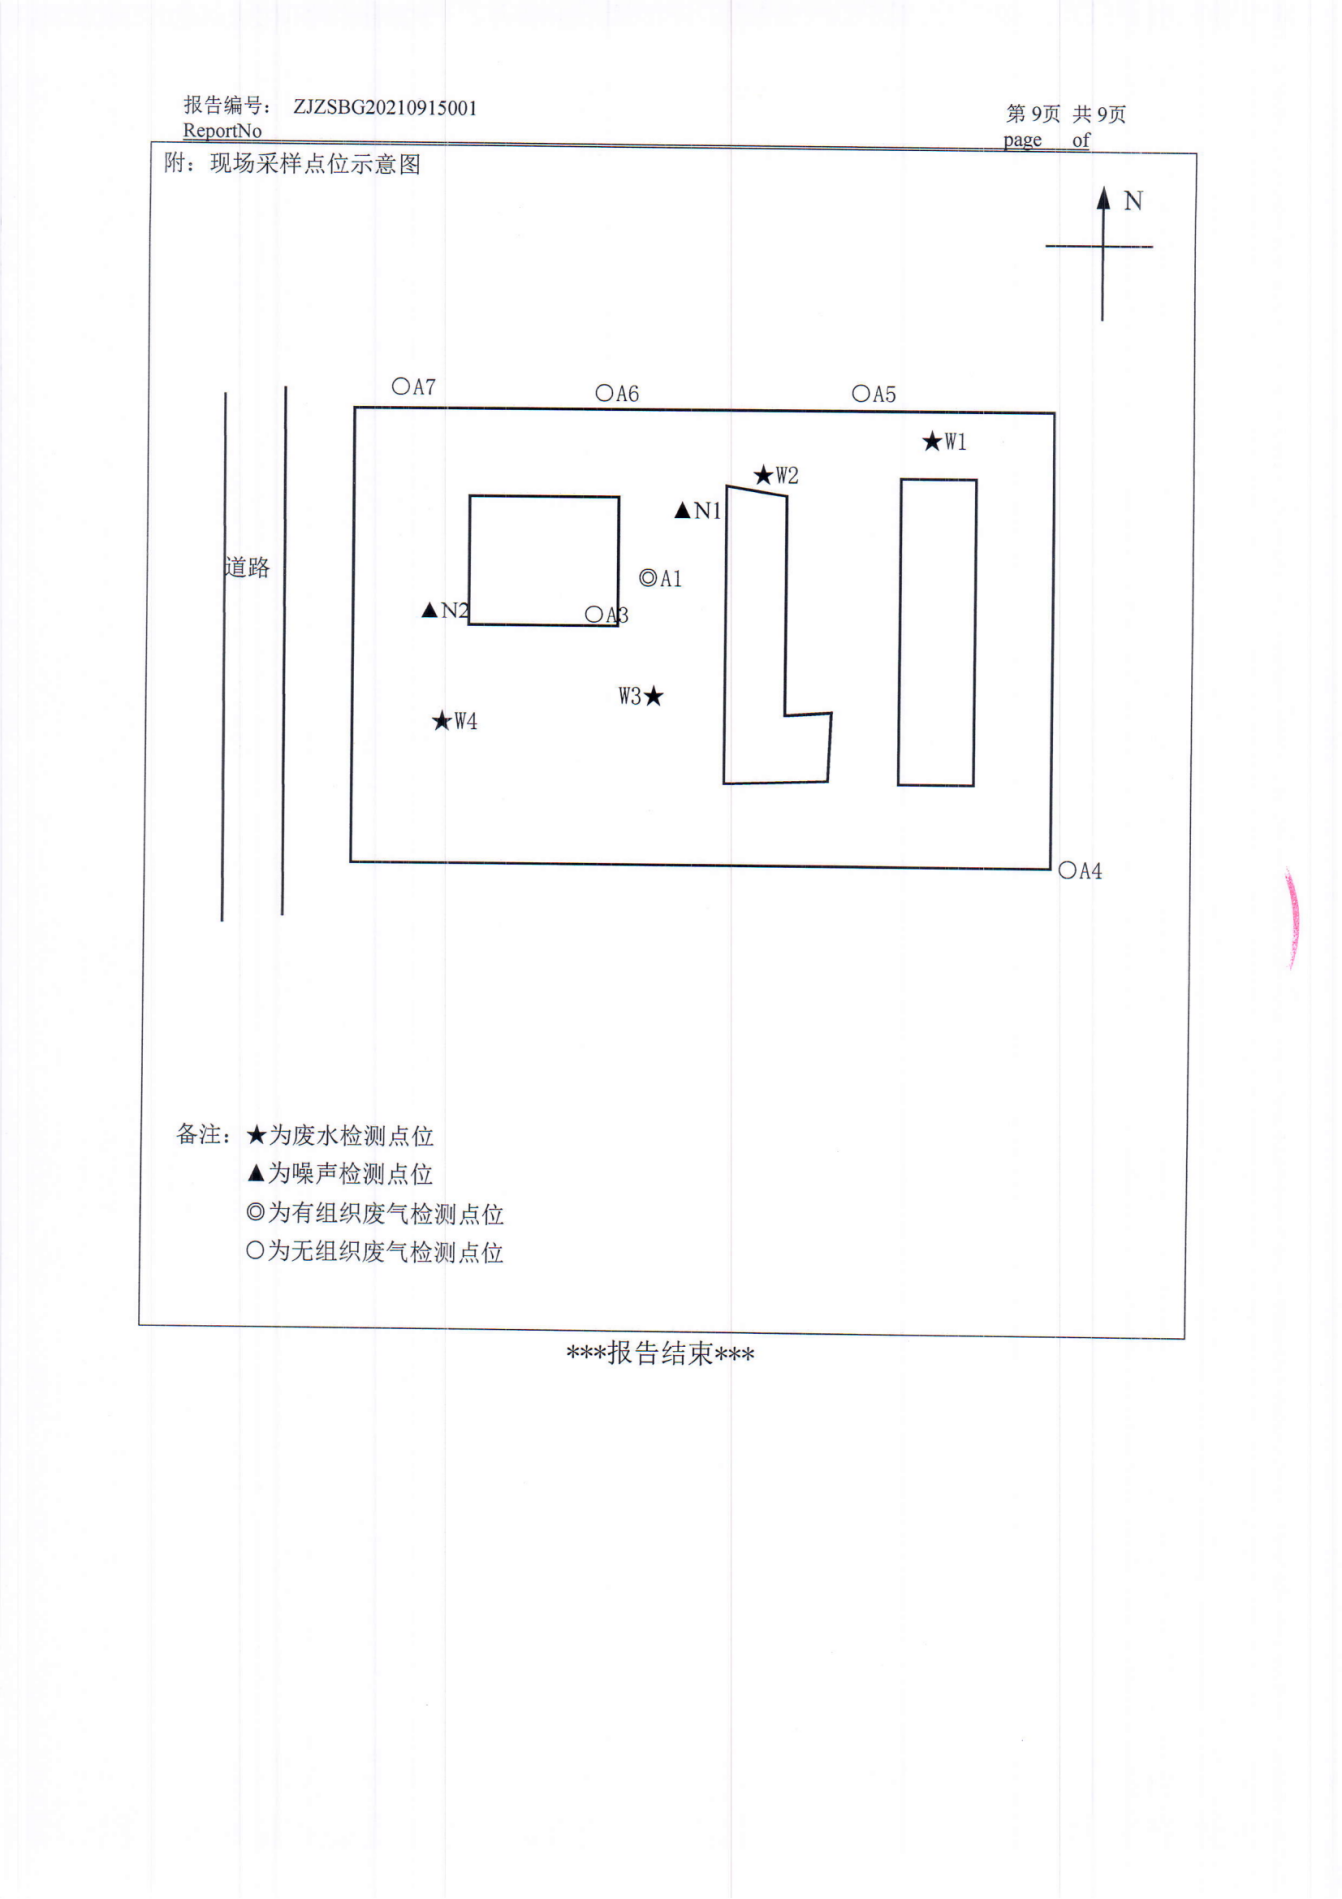 报告编号： ZJZSBG20210915001
ReportNo
第 9页 共 9页
page of
附：现场采样点位示意图
N
○A7
○A6
○A5
★W1
★W2
▲N1
道路
◎A1
▲N2
○A3
W3★
★W4
○A4
备注：★为废水检测点位
▲为噪声检测点位
◎为有组织废气检测点位
○为无组织废气检测点位
***报告结束***